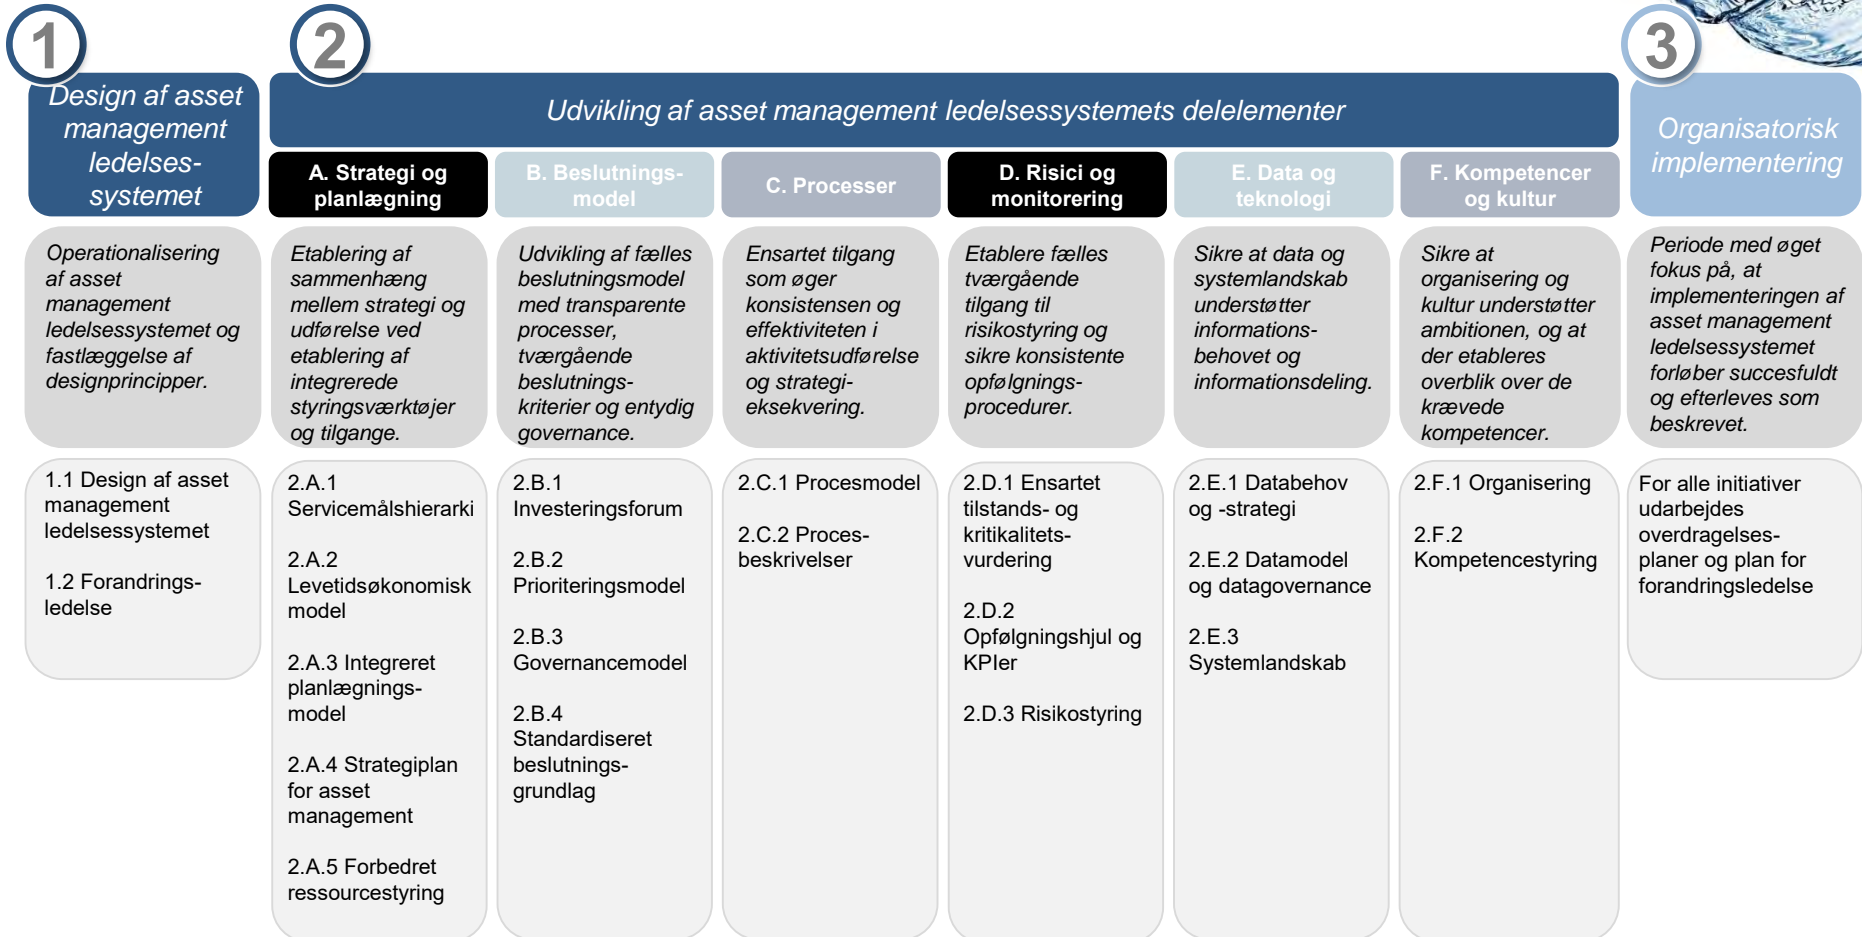 1
Design af asset
management
ledelses-
systemet
Operationalisering
af asset
management
ledelsessystemet og
fastlæggelse af
designprincipper.
1.1 Design af asset
management
ledelsessystemet
1.2 Forandrings-
ledelse
2
Udvikling af asset management ledelsessystemets delelementer
A. Strategi og
planlægning
Etablering af
sammenhæng
mellem strategi og
udførelse ved
etablering af
integrerede
styringsværktøjer
og tilgange.
2.A.1
Servicemålshierarki
2.A.2
Levetidsøkonomisk
model
2.A.3 Integreret
planlægnings-
model
2.A.4 Strategiplan
for asset
management
2.A.5 Forbedret
ressourcestyring
B. Beslutnings-
model
Udvikling af fælles
beslutningsmodel
med transparente
processer,
tværgående
beslutnings-
kriterier og entydig
governance.
2.B.1
Investeringsforum
2.B.2
Prioriteringsmodel
2.B.3
Governancemodel
2.B.4
Standardiseret
beslutnings-
grundlag
C. Processer
Ensartet tilgang
som øger
konsistensen og
effektiviteten i
aktivitetsudførelse
og strategi-
eksekvering.
2.C.1 Procesmodel
2.C.2 Proces-
beskrivelser
D. Risici og
monitorering
Etablere fælles
tværgående
tilgang til
risikostyring og
sikre konsistente
opfølgnings-
procedurer.
2.D.1 Ensartet
tilstands- og
kritikalitets-
vurdering
2.D.2
Opfølgningshjul og
KPIer
2.D.3 Risikostyring
E. Data og
teknologi
Sikre at data og
systemlandskab
understøtter
informations-
behovet og
informationsdeling.
2.E.1 Databehov
og -strategi
2.E.2 Datamodel
og datagovernance
2.E.3
Systemlandskab
F. Kompetencer
og kultur
Sikre at
organisering og
kultur understøtter
ambitionen, og at
der etableres
overblik over de
krævede
kompetencer.
2.F.1 Organisering
2.F.2
Kompetencestyring
3
Organisatorisk
implementering
Periode med øget
fokus på, at
implementeringen af
asset management
ledelsessystemet
forløber succesfuldt
og efterleves som
beskrevet.
For alle initiativer
udarbejdes
overdragelses-
planer og plan for
forandringsledelse